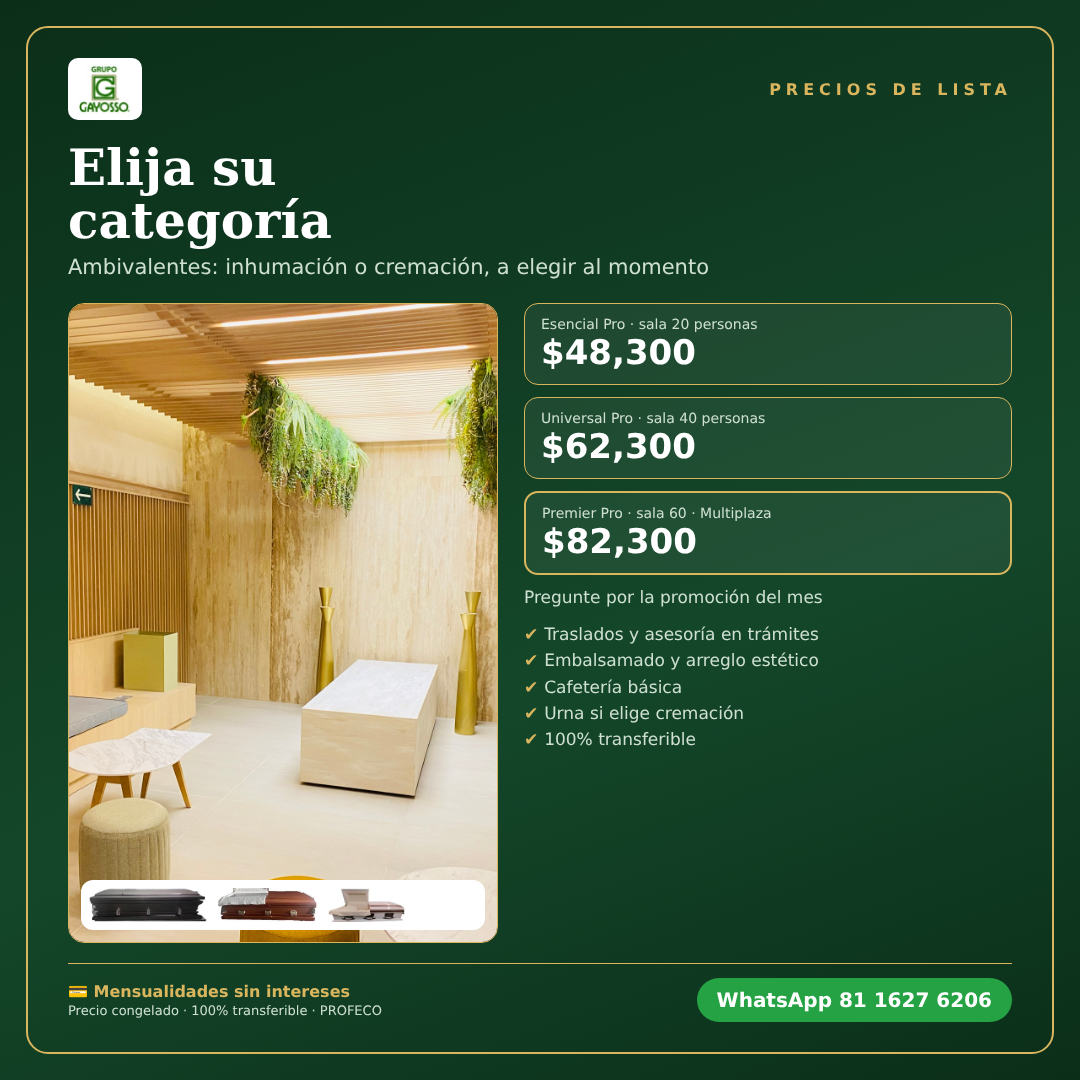 GRUPO
GAYOSSO
PRECIOS DE LISTA
Elija su
categoría
Ambivalentes: inhumación o cremación, a elegir al momento
Esencial Pro · sala 20 personas
$48,300
Universal Pro · sala 40 personas
$62,300
Premier Pro · sala 60 · Multiplaza
$82,300
Pregunte por la promoción del mes
✔ Traslados y asesoría en trámites
✔ Embalsamado y arreglo estético
✔ Cafetería básica
✔ Urna si elige cremación
✔ 100% transferible
💳 Mensualidades sin intereses
Precio congelado · 100% transferible · PROFECO
WhatsApp 81 1627 6206